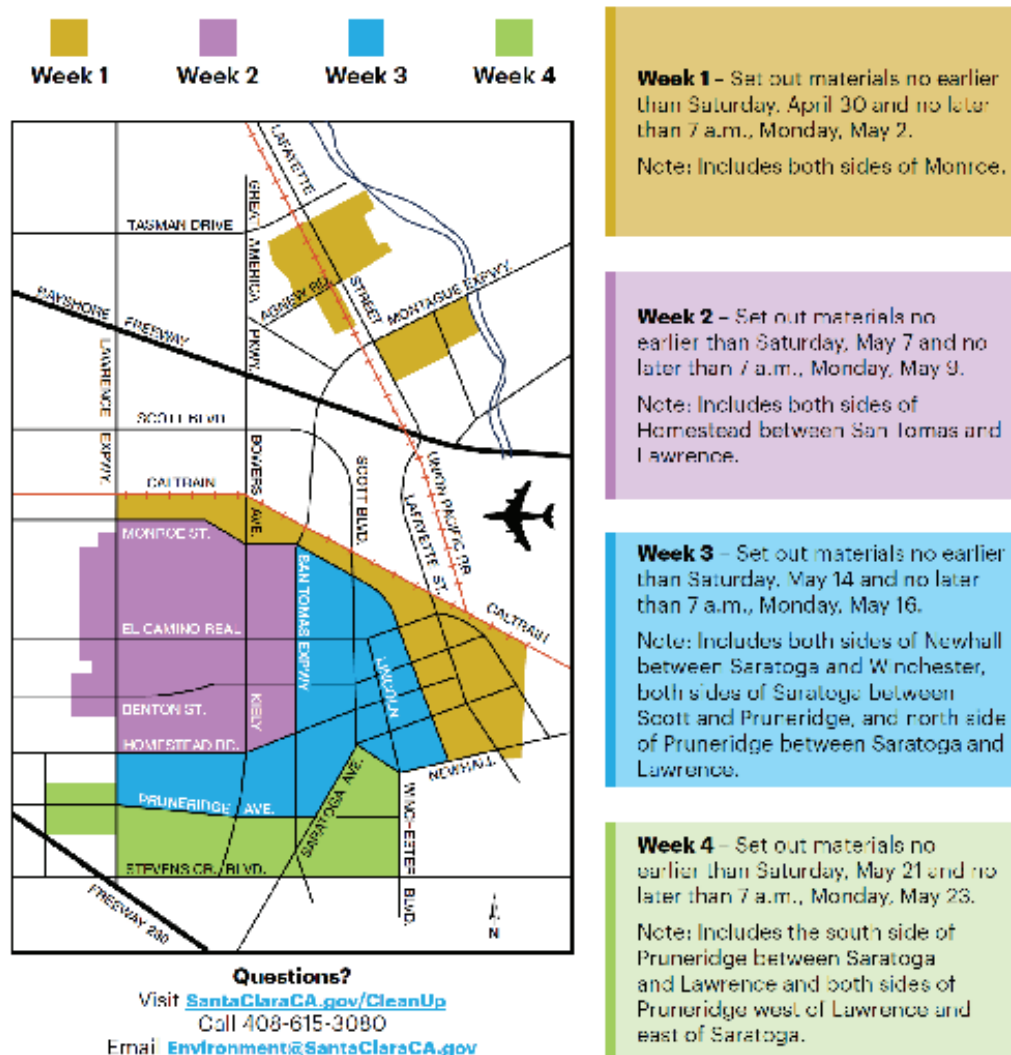 Week 1
Week 2
Week 3
Week 4
LAFAYETTE
STREET
GREAT AMERICA PKWY.
TASMAN DRIVE
AGNEW RD.
MONTAGUE EXPWY
BAYSHORE FREEWAY
LAWRENCE EXPWY.
SCOTT BLVD.
BOWERS AVE.
SCOTT BLVD.
UNION PACIFIC RR
LAFAYETTE ST.
CALTRAIN
MONROE ST.
SAN TOMAS EXPWY
CALTRAIN
EL CAMINO REAL
LINCOLN
BENTON ST.
KIELY
HOMESTEAD RD.
NEWHALL
PRUNERIDGE AVE.
SARATOGA AVE.
WINCHESTER BLVD.
STEVENS CR. BLVD.
FREEWAY 280
N
Questions?
Visit SantaClaraCA.gov/CleanUp
Call 408-615-3080
Email Environment@SantaClaraCA.gov
Week 1 – Set out materials no earlier
than Saturday, April 30 and no later
than 7 a.m., Monday, May 2.
Note: Includes both sides of Monroe.
Week 2 – Set out materials no
earlier than Saturday, May 7 and no
later than 7 a.m., Monday, May 9.
Note: Includes both sides of
Homestead between San Tomas and
Lawrence.
Week 3 – Set out materials no earlier
than Saturday, May 14 and no later
than 7 a.m., Monday, May 16.
Note: Includes both sides of Newhall
between Saratoga and Winchester,
both sides of Saratoga between
Scott and Pruneridge, and north side
of Pruneridge between Saratoga and
Lawrence.
Week 4 – Set out materials no
earlier than Saturday, May 21 and no
later than 7 a.m., Monday, May 23.
Note: Includes the south side of
Pruneridge between Saratoga
and Lawrence and both sides of
Pruneridge west of Lawrence and
east of Saratoga.